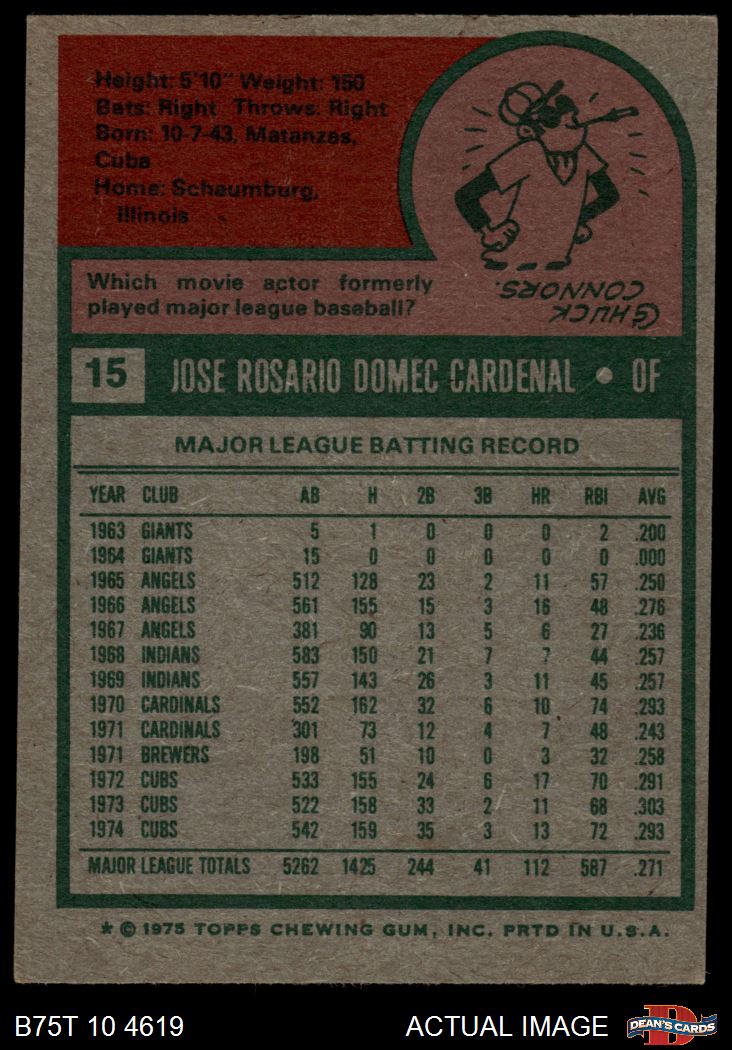 Height: 5'10" Weight: 150
Bats: Right Throws: Right
Born: 10-7-43, Matanzas,
Cuba
Home: Schaumburg,
Illinois
Which movie actor formerly
played major league baseball?
CHUCK
CONNORS.
15 JOSE ROSARIO DOMEC CARDENAL • OF
MAJOR LEAGUE BATTING RECORD
YEAR CLUB AB H 2B 3B HR RBI AVG
1963 GIANTS 5 1 0 0 0 2 .200
1964 GIANTS 15 0 0 0 0 0 .000
1965 ANGELS 512 128 23 2 11 57 .250
1966 ANGELS 561 155 15 3 16 48 .276
1967 ANGELS 381 90 13 5 6 27 .236
1968 INDIANS 583 150 21 7 7 44 .257
1969 INDIANS 557 143 26 3 11 45 .257
1970 CARDINALS 552 162 32 6 10 74 .293
1971 CARDINALS 301 73 12 4 7 48 .243
1971 BREWERS 198 51 10 0 3 32 .258
1972 CUBS 533 155 24 6 17 70 .291
1973 CUBS 522 158 33 2 11 68 .303
1974 CUBS 542 159 35 3 13 72 .293
MAJOR LEAGUE TOTALS 5262 1425 244 41 112 587 .271
* © 1975 TOPPS CHEWING GUM, INC. PRTD IN U.S.A.
B75T 10 4619 ACTUAL IMAGE
D
DEAN'S CARDS